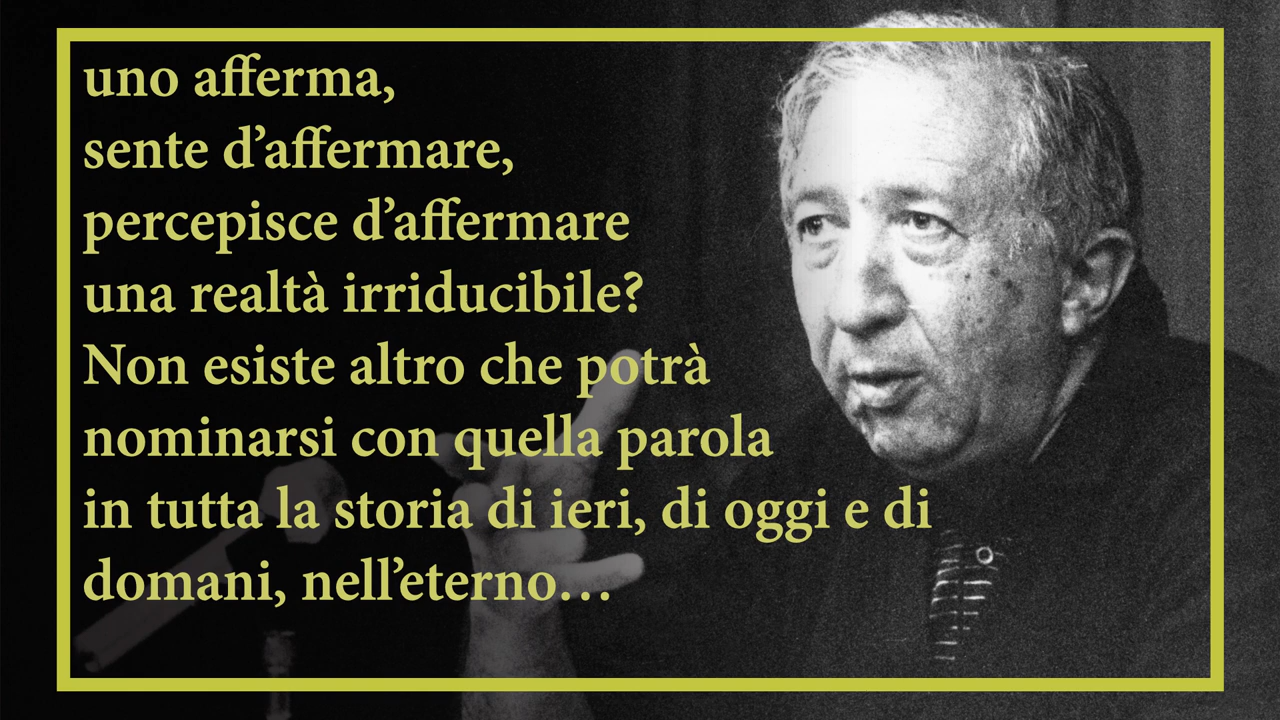 uno afferma,
sente d’affermare,
percepisce d’affermare
una realtà irriducibile?
Non esiste altro che potrà
nominarsi con quella parola
in tutta la storia di ieri, di oggi e di
domani, nell’eterno…